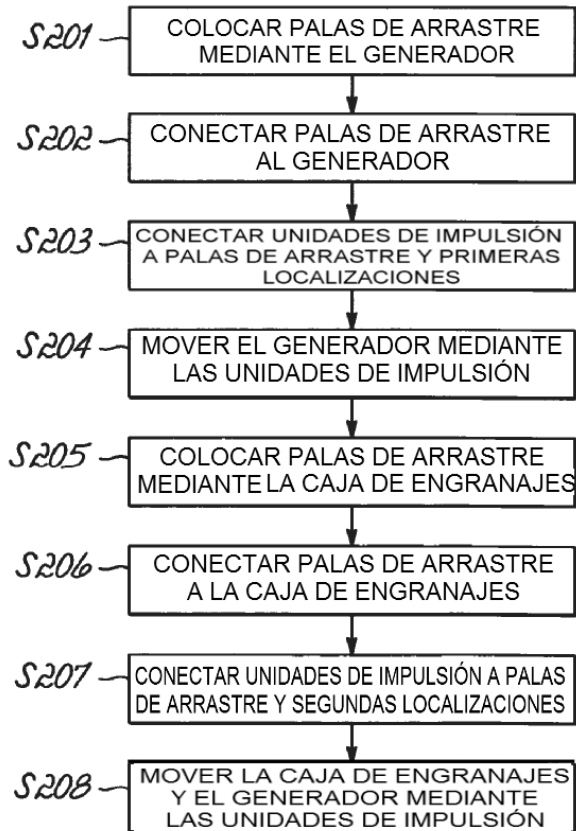 S201
COLOCAR PALAS DE ARRASTRE
MEDIANTE EL GENERADOR
S202
CONECTAR PALAS DE ARRASTRE
AL GENERADOR
S203
CONECTAR UNIDADES DE IMPULSIÓN
A PALAS DE ARRASTRE Y PRIMERAS
LOCALIZACIONES
S204
MOVER EL GENERADOR MEDIANTE
LAS UNIDADES DE IMPULSIÓN
S205
COLOCAR PALAS DE ARRASTRE
MEDIANTE LA CAJA DE ENGRANAJES
S206
CONECTAR PALAS DE ARRASTRE
A LA CAJA DE ENGRANAJES
S207
CONECTAR UNIDADES DE IMPULSIÓN A PALAS
DE ARRASTRE Y SEGUNDAS LOCALIZACIONES
S208
MOVER LA CAJA DE ENGRANAJES
Y EL GENERADOR MEDIANTE
LAS UNIDADES DE IMPULSIÓN